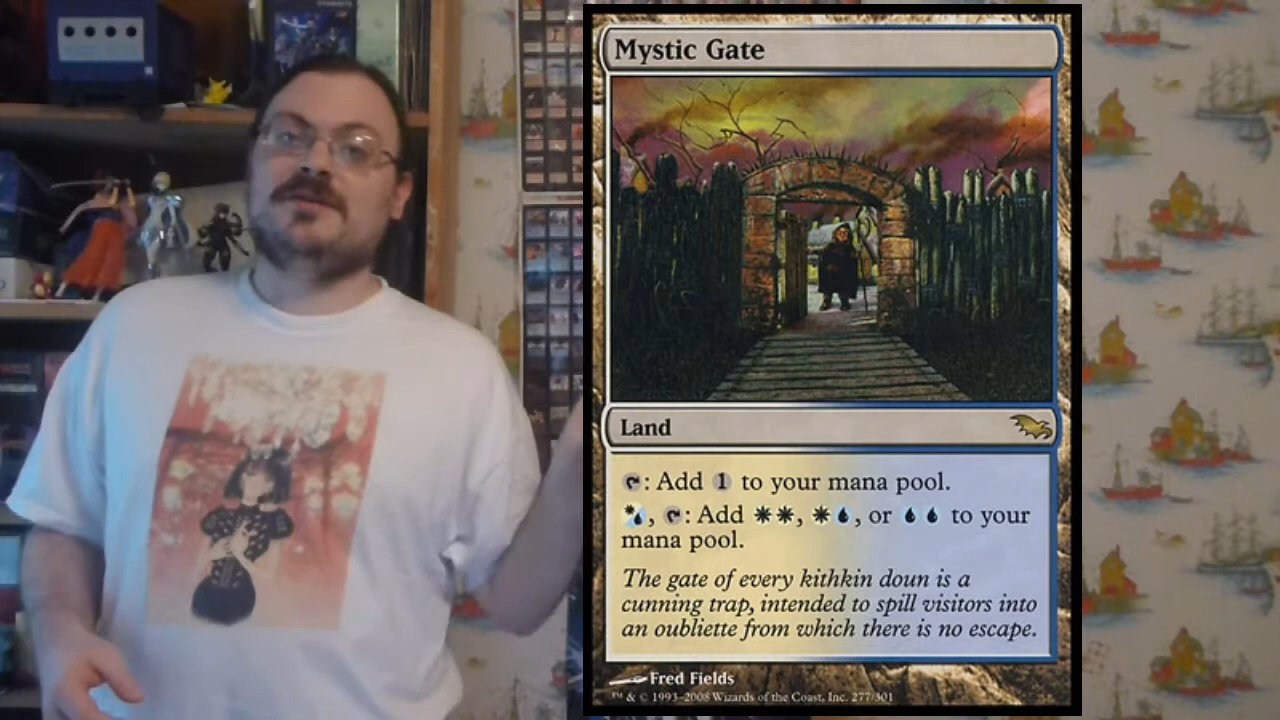 Mystic Gate
Land
: Add 1 to your mana pool.
, : Add , , or to your
mana pool.
The gate of every kithkin doun is a
cunning trap, intended to spill visitors into
an oubliette from which there is no escape.
Fred Fields
™ & © 1993–2008 Wizards of the Coast, Inc. 277/301